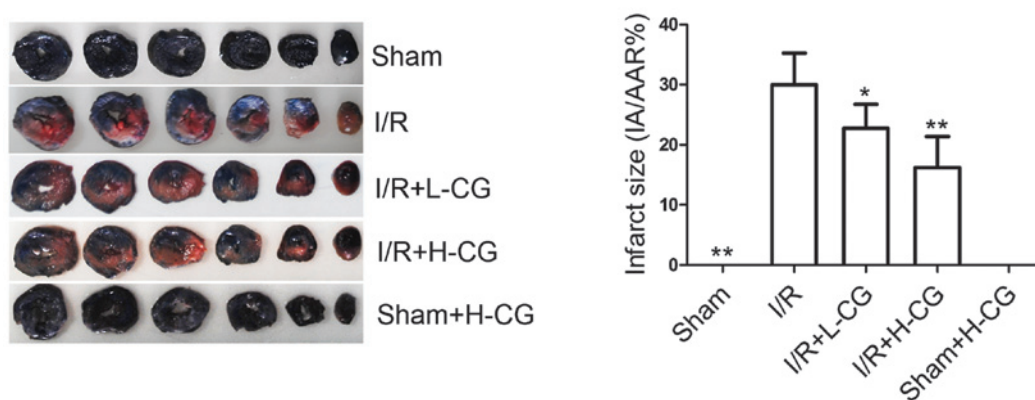 Sham
I/R
I/R+L-CG
I/R+H-CG
Sham+H-CG
Infarct size (IA/AAR%)
40
30
20
10
0
**
*
**
Sham
I/R
I/R+L-CG
I/R+H-CG
Sham+H-CG